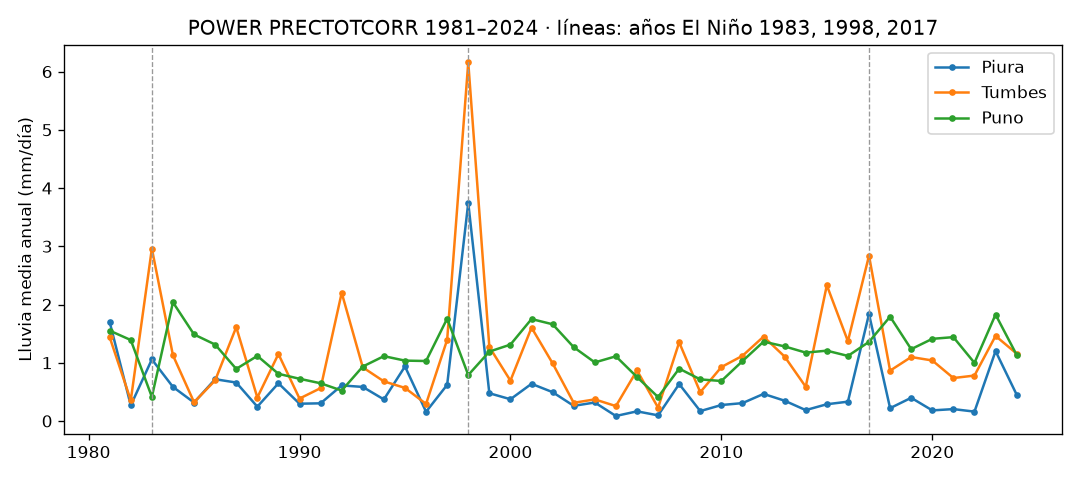 POWER PRECTOTCORR 1981–2024 · líneas: años El Niño 1983, 1998, 2017
Lluvia media anual (mm/día)
6
5
4
3
2
1
0
Piura
Tumbes
Puno
1980
1990
2000
2010
2020